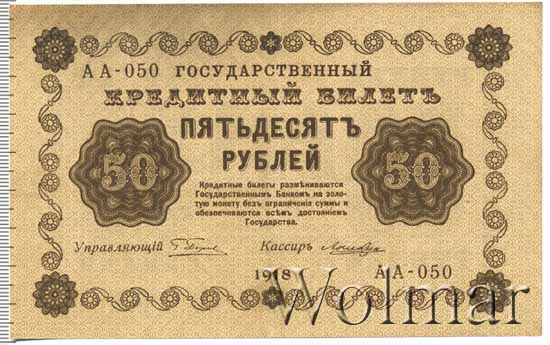 АА-050 ГОСУДАРСТВЕННЫЙ
КРЕДИТНЫЙ БИЛЕТЪ
ПЯТЬДЕСЯТЪ
РУБЛЕЙ
50
50
Кредитные билеты размѣниваются
Государственнымъ Банкомъ на золо-
тую монету безъ ограниченія суммы и
обезпечиваются всѣмъ достояніемъ
Государства.
Управляющій
Кассиръ
1918
АА-050
Wolmar